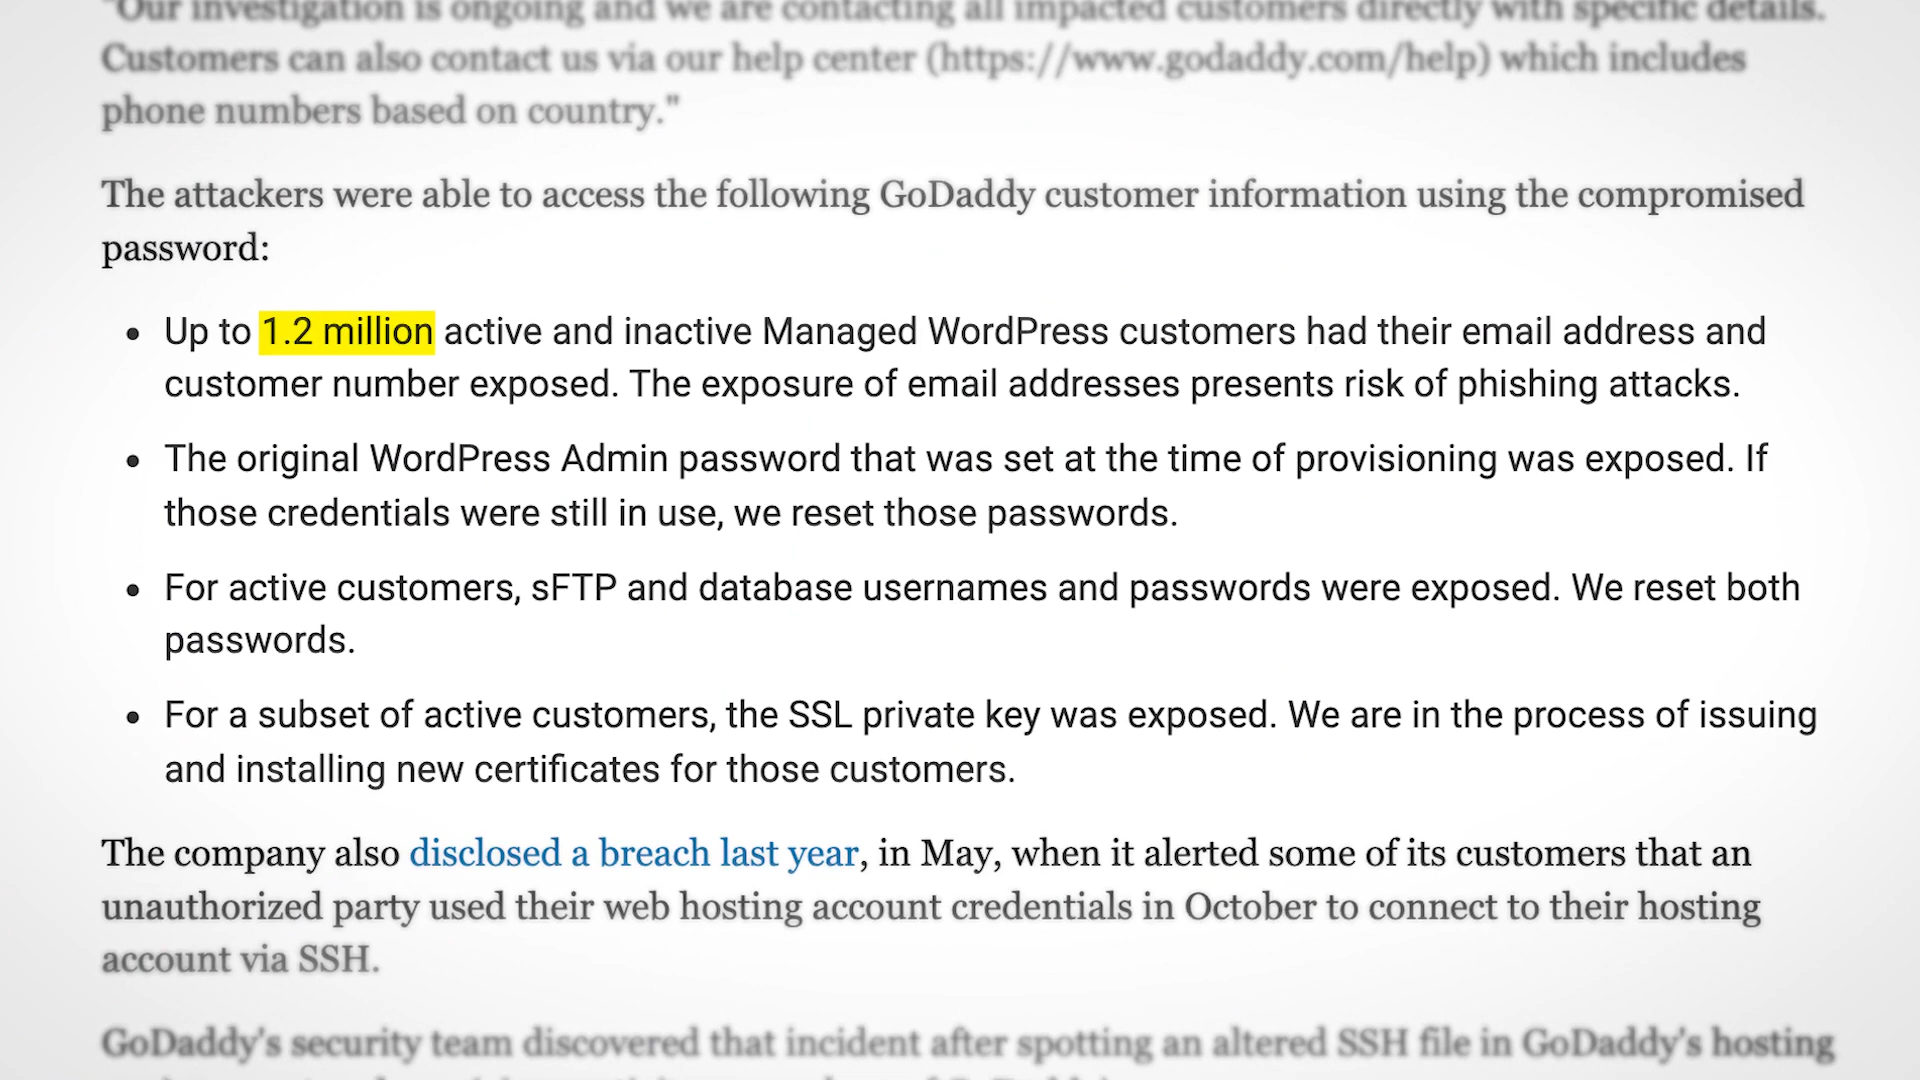 "Our investigation is ongoing and we are contacting all impacted customers directly with specific details.
Customers can also contact us via our help center (https://www.godaddy.com/help) which includes
phone numbers based on country."
The attackers were able to access the following GoDaddy customer information using the compromised
password:
• Up to 1.2 million active and inactive Managed WordPress customers had their email address and
customer number exposed. The exposure of email addresses presents risk of phishing attacks.
• The original WordPress Admin password that was set at the time of provisioning was exposed. If
those credentials were still in use, we reset those passwords.
• For active customers, sFTP and database usernames and passwords were exposed. We reset both
passwords.
• For a subset of active customers, the SSL private key was exposed. We are in the process of issuing
and installing new certificates for those customers.
The company also disclosed a breach last year, in May, when it alerted some of its customers that an
unauthorized party used their web hosting account credentials in October to connect to their hosting
account via SSH.
GoDaddy's security team discovered that incident after spotting an altered SSH file in GoDaddy's hosting